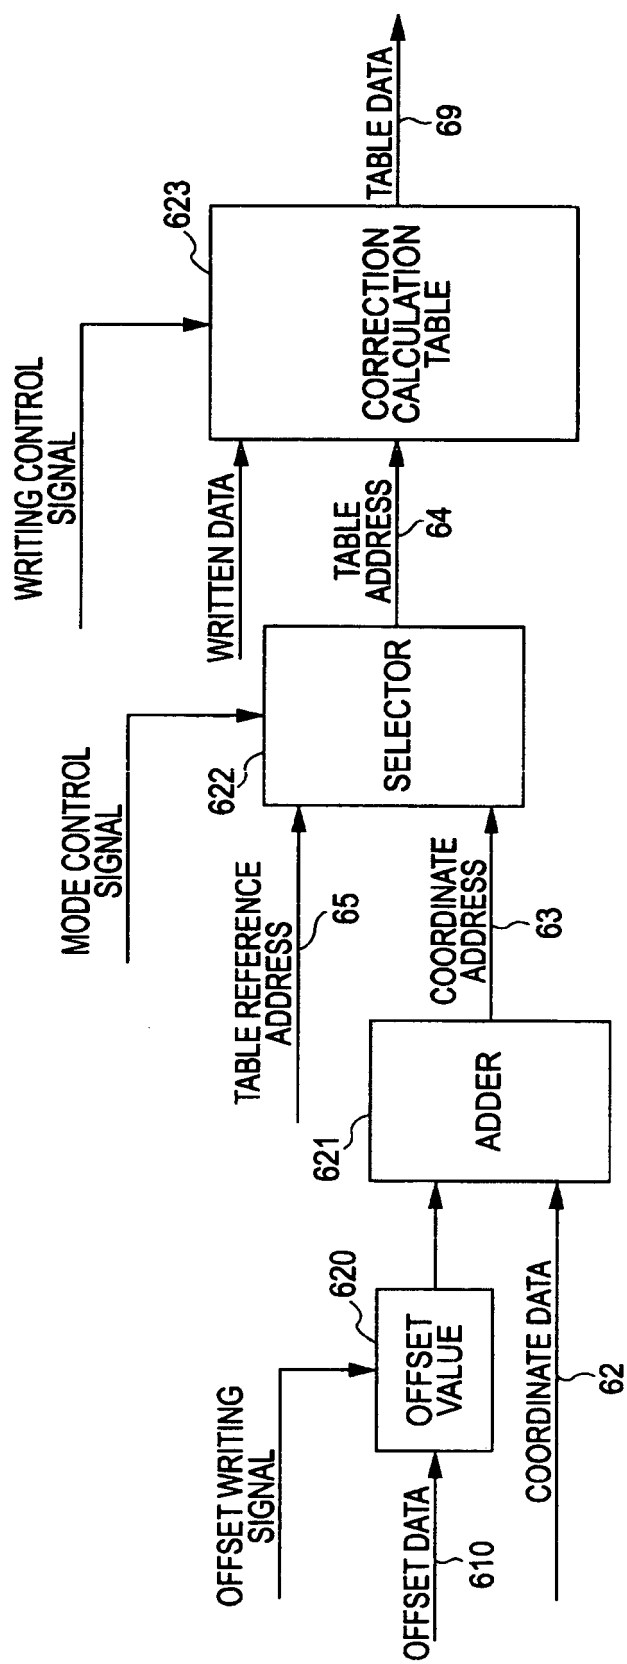 OFFSET WRITING
SIGNAL
OFFSET DATA
610
620
OFFSET
VALUE
COORDINATE DATA
62
621
ADDER
COORDINATE
ADDRESS
63
TABLE REFERENCE
ADDRESS
65
MODE CONTROL
SIGNAL
622
SELECTOR
TABLE
ADDRESS
64
WRITTEN DATA
WRITING CONTROL
SIGNAL
623
CORRECTION
CALCULATION
TABLE
TABLE DATA
69